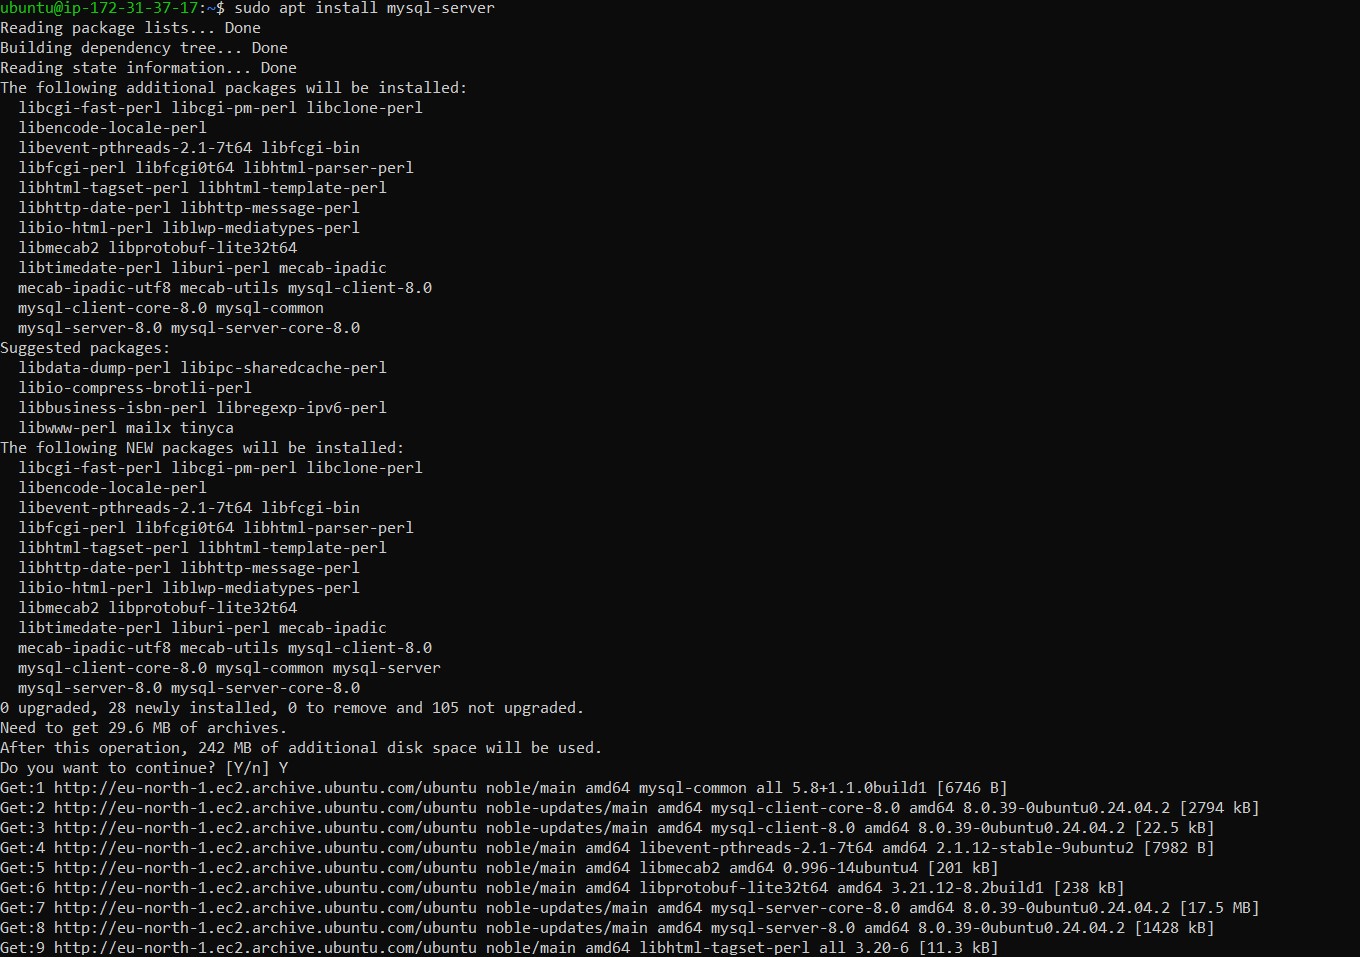 ubuntu@ip-172-31-37-17:~$ sudo apt install mysql-server
Reading package lists... Done
Building dependency tree... Done
Reading state information... Done
The following additional packages will be installed:
  libcgi-fast-perl libcgi-pm-perl libclone-perl
  libencode-locale-perl
  libevent-pthreads-2.1-7t64 libfcgi-bin
  libfcgi-perl libfcgi0t64 libhtml-parser-perl
  libhtml-tagset-perl libhtml-template-perl
  libhttp-date-perl libhttp-message-perl
  libio-html-perl liblwp-mediatypes-perl
  libmecab2 libprotobuf-lite32t64
  libtimedate-perl liburi-perl mecab-ipadic
  mecab-ipadic-utf8 mecab-utils mysql-client-8.0
  mysql-client-core-8.0 mysql-common
  mysql-server-8.0 mysql-server-core-8.0
Suggested packages:
  libdata-dump-perl libipc-sharedcache-perl
  libio-compress-brotli-perl
  libbusiness-isbn-perl libregexp-ipv6-perl
  libwww-perl mailx tinyca
The following NEW packages will be installed:
  libcgi-fast-perl libcgi-pm-perl libclone-perl
  libencode-locale-perl
  libevent-pthreads-2.1-7t64 libfcgi-bin
  libfcgi-perl libfcgi0t64 libhtml-parser-perl
  libhtml-tagset-perl libhtml-template-perl
  libhttp-date-perl libhttp-message-perl
  libio-html-perl liblwp-mediatypes-perl
  libmecab2 libprotobuf-lite32t64
  libtimedate-perl liburi-perl mecab-ipadic
  mecab-ipadic-utf8 mecab-utils mysql-client-8.0
  mysql-client-core-8.0 mysql-common mysql-server
  mysql-server-8.0 mysql-server-core-8.0
0 upgraded, 28 newly installed, 0 to remove and 105 not upgraded.
Need to get 29.6 MB of archives.
After this operation, 242 MB of additional disk space will be used.
Do you want to continue? [Y/n] Y
Get:1 http://eu-north-1.ec2.archive.ubuntu.com/ubuntu noble/main amd64 mysql-common all 5.8+1.1.0build1 [6746 B]
Get:2 http://eu-north-1.ec2.archive.ubuntu.com/ubuntu noble-updates/main amd64 mysql-client-core-8.0 amd64 8.0.39-0ubuntu0.24.04.2 [2794 kB]
Get:3 http://eu-north-1.ec2.archive.ubuntu.com/ubuntu noble-updates/main amd64 mysql-client-8.0 amd64 8.0.39-0ubuntu0.24.04.2 [22.5 kB]
Get:4 http://eu-north-1.ec2.archive.ubuntu.com/ubuntu noble/main amd64 libevent-pthreads-2.1-7t64 amd64 2.1.12-stable-9ubuntu2 [7982 B]
Get:5 http://eu-north-1.ec2.archive.ubuntu.com/ubuntu noble/main amd64 libmecab2 amd64 0.996-14ubuntu4 [201 kB]
Get:6 http://eu-north-1.ec2.archive.ubuntu.com/ubuntu noble/main amd64 libprotobuf-lite32t64 amd64 3.21.12-8.2build1 [238 kB]
Get:7 http://eu-north-1.ec2.archive.ubuntu.com/ubuntu noble-updates/main amd64 mysql-server-core-8.0 amd64 8.0.39-0ubuntu0.24.04.2 [17.5 MB]
Get:8 http://eu-north-1.ec2.archive.ubuntu.com/ubuntu noble-updates/main amd64 mysql-server-8.0 amd64 8.0.39-0ubuntu0.24.04.2 [1428 kB]
Get:9 http://eu-north-1.ec2.archive.ubuntu.com/ubuntu noble/main amd64 libhtml-tagset-perl all 3.20-6 [11.3 kB]